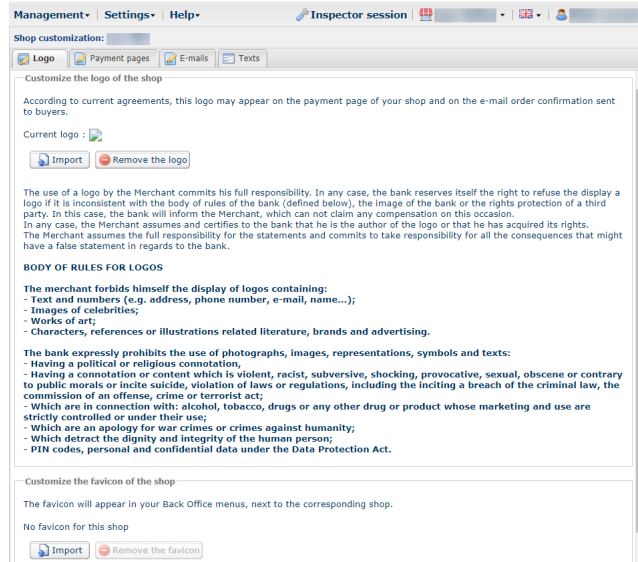 Management Settings Help Inspector session
Shop customization:
Logo Payment pages E-mails Texts
Customize the logo of the shop
According to current agreements, this logo may appear on the payment page of your shop and on the e-mail order confirmation sent
to buyers.
Current logo :
Import Remove the logo
The use of a logo by the Merchant commits his full responsibility. In any case, the bank reserves itself the right to refuse the display a
logo if it is inconsistent with the body of rules of the bank (defined below), the image of the bank or the rights protection of a third
party. In this case, the bank will inform the Merchant, which can not claim any compensation on this occasion.
In any case, the Merchant assumes and certifies to the bank that he is the author of the logo or that he has acquired its rights.
The Merchant assumes the full responsibility for the statements and commits to take responsibility for all the consequences that might
have a false statement in regards to the bank.
BODY OF RULES FOR LOGOS
The merchant forbids himself the display of logos containing:
- Text and numbers (e.g. address, phone number, e-mail, name...);
- Images of celebrities;
- Works of art;
- Characters, references or illustrations related literature, brands and advertising.
The bank expressly prohibits the use of photographs, images, representations, symbols and texts:
- Having a political or religious connotation,
- Having a connotation or content which is violent, racist, subversive, shocking, provocative, sexual, obscene or contrary
to public morals or incite suicide, violation of laws or regulations, including the inciting a breach of the criminal law, the
commission of an offense, crime or terrorist act;
- Which are in connection with: alcohol, tobacco, drugs or any other drug or product whose marketing and use are
strictly controlled or under their use;
- Which are an apology for war crimes or crimes against humanity;
- Which detract the dignity and integrity of the human person;
- PIN codes, personal and confidential data under the Data Protection Act.
Customize the favicon of the shop
The favicon will appear in your Back Office menus, next to the corresponding shop.
No favicon for this shop
Import Remove the favicon